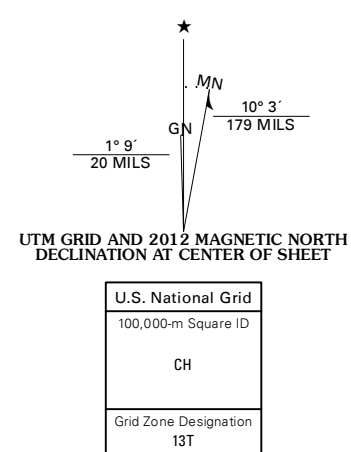 ★
MN
10° 3´
179 MILS
GN
1° 9´
20 MILS
UTM GRID AND 2012 MAGNETIC NORTH
DECLINATION AT CENTER OF SHEET
U.S. National Grid
100,000-m Square ID
CH
Grid Zone Designation
13T